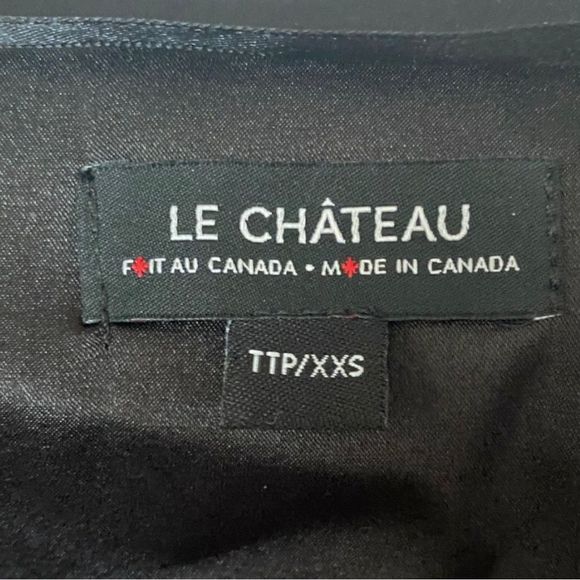 LE CHÂTEAU
FAIT AU CANADA • MADE IN CANADA
TTP/XXS